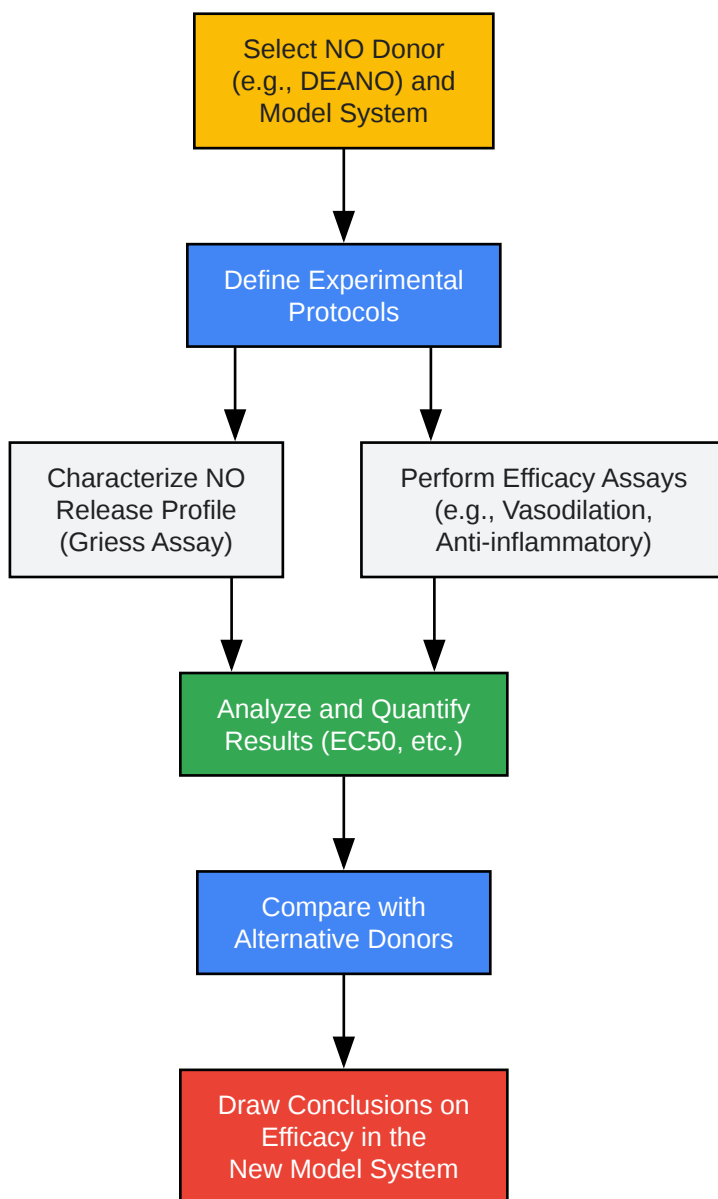 Select NO Donor
(e.g., DEANO) and
Model System
Define Experimental
Protocols
Characterize NO
Release Profile
(Griess Assay)
Perform Efficacy Assays
(e.g., Vasodilation,
Anti-inflammatory)
Analyze and Quantify
Results (EC50, etc.)
Compare with
Alternative Donors
Draw Conclusions on
Efficacy in the
New Model System